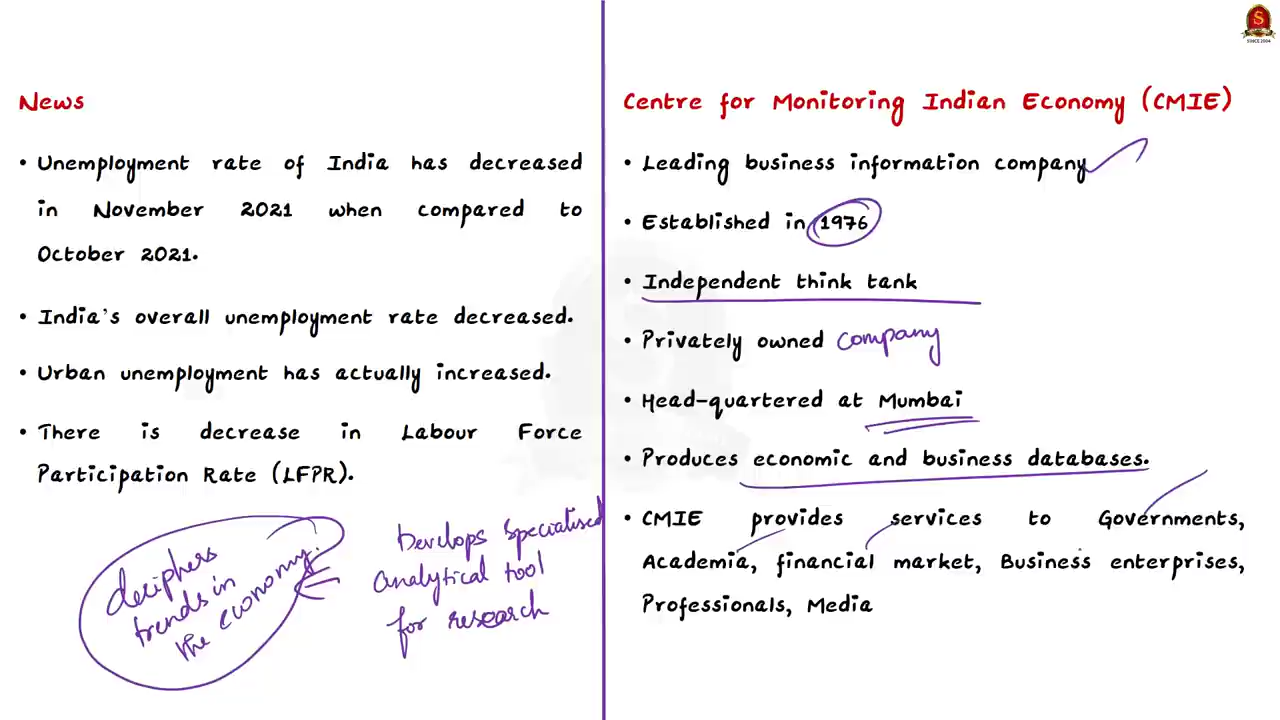 News
• Unemployment rate of India has decreased
in November 2021 when compared to
October 2021.
• India's overall unemployment rate decreased.
• Urban unemployment has actually increased.
• There is decrease in Labour Force
Participation Rate (LFPR).
deciphers
trends in
the economy.
Develops specialised
analytical tool
for research
Centre for Monitoring Indian Economy (CMIE)
• Leading business information company
• Established in 1976
• Independent think tank
• Privately owned company
• Head-quartered at Mumbai
• Produces economic and business databases.
• CMIE provides services to Governments,
Academia, financial market, Business enterprises,
Professionals, Media
S
SINCE 2004